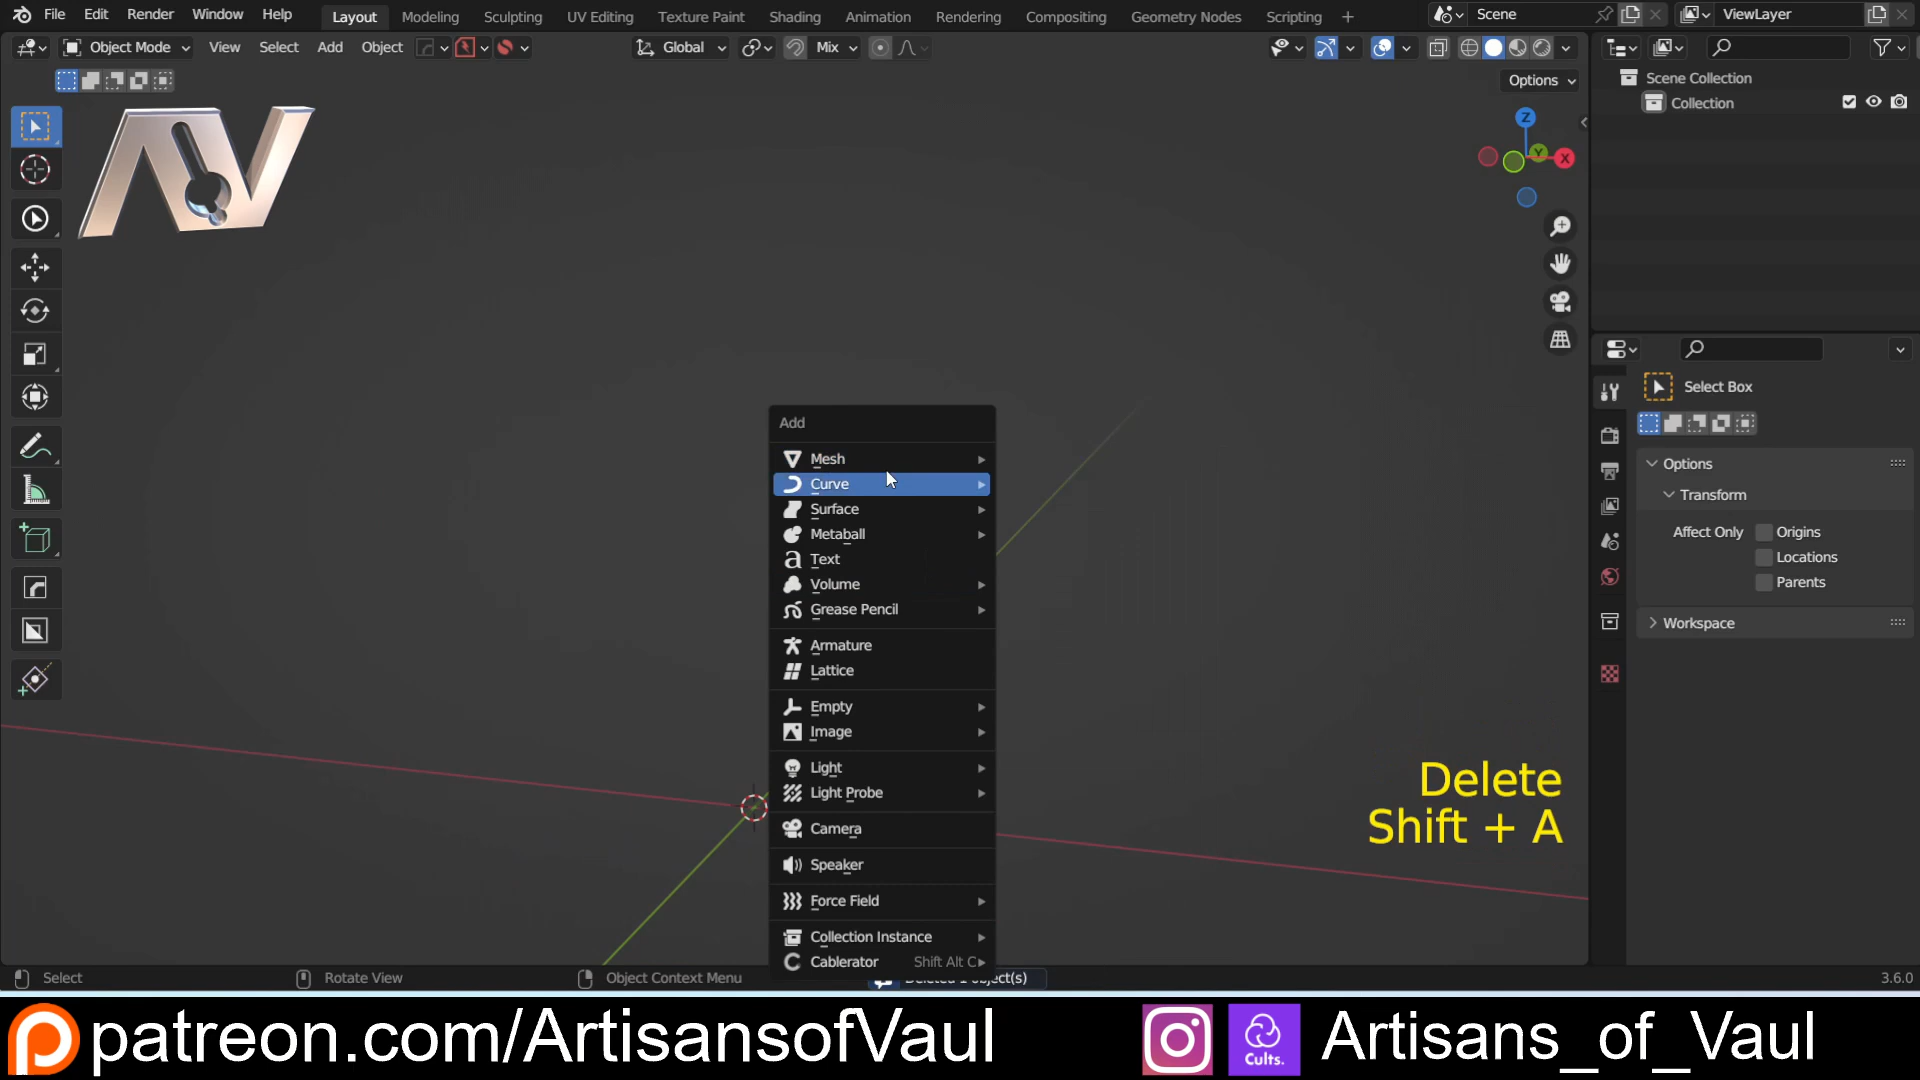 File Edit Render Window Help Layout Modeling Sculpting UV Editing Texture Paint Shading Animation Rendering Compositing Geometry Nodes Scripting + Scene ViewLayer
Object Mode View Select Add Object Global Mix
Options
Scene Collection
Collection
Z
Y
X
AV
Select Box
Options
Transform
Affect Only Origins
Locations
Parents
Workspace
Add
Mesh
Curve
Surface
Metaball
Text
Volume
Grease Pencil
Armature
Lattice
Empty
Image
Light
Light Probe
Camera
Speaker
Force Field
Collection Instance
Cablerator Shift Alt C
Delete
Shift + A
Select Rotate View Object Context Menu Deleted 1 object(s) 3.6.0
patreon.com/ArtisansofVaul Cults. Artisans_of_Vaul